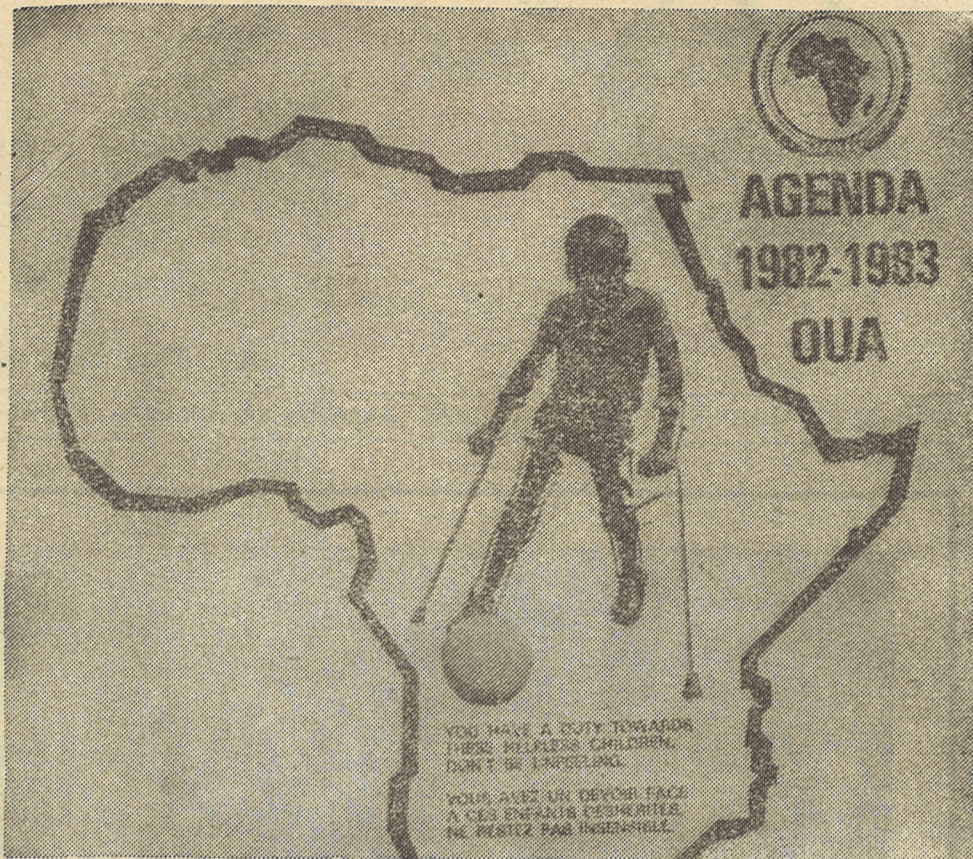 AGENDA
1982-1983
OUA
YOU HAVE A DUTY TOWARDS
THESE HELPLESS CHILDREN.
DON'T BE UNFEELING.
VOUS AVEZ UN DEVOIR FACE
A CES ENFANTS DESHERITES
NE RESTEZ PAS INSENSIBLE.